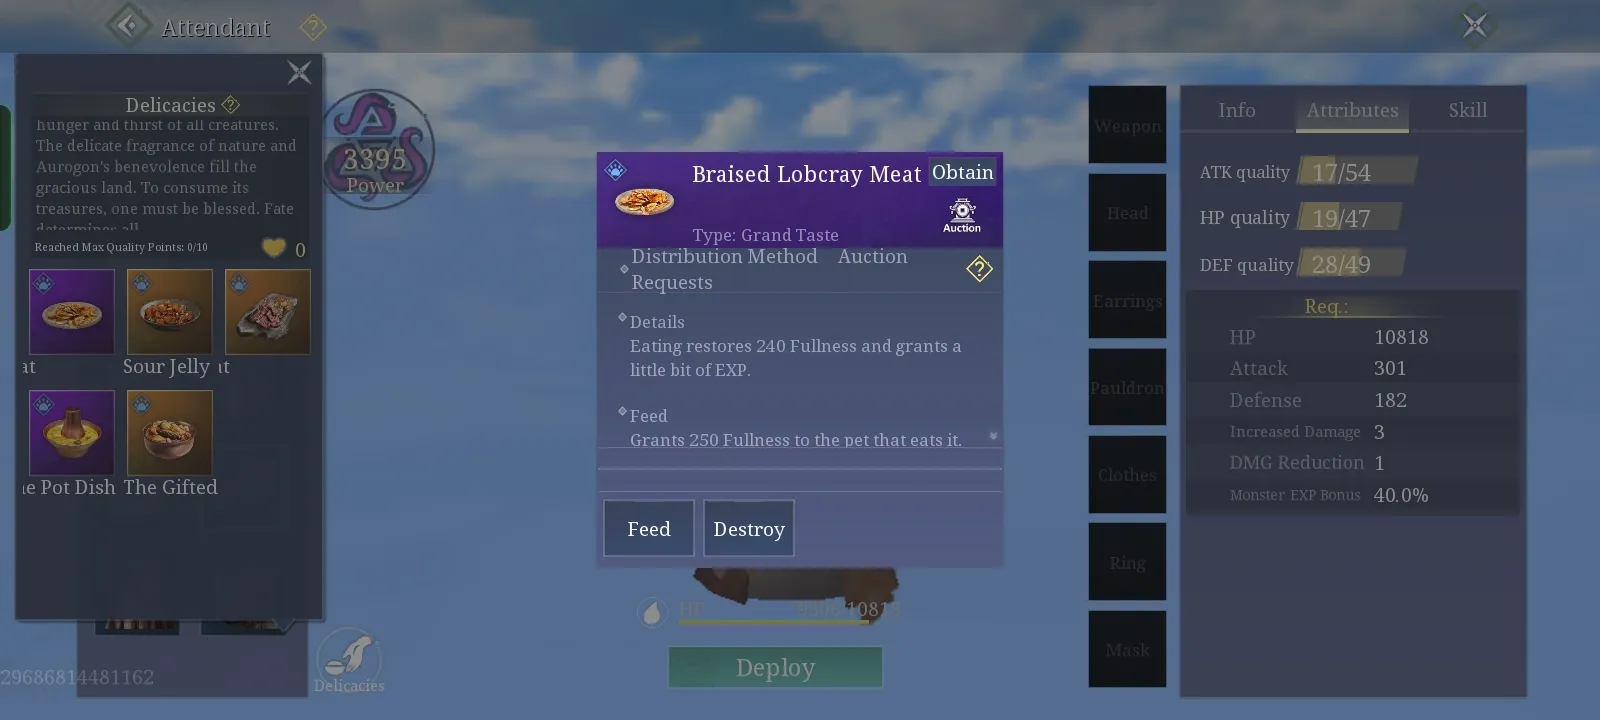 Attendant
Delicacies
hunger and thirst of all creatures.
The delicate fragrance of nature and
Aurogon's benevolence fill the
gracious land. To consume its
treasures, one must be blessed. Fate
determines all
Reached Max Quality Points: 0/10
0
at
Sour Jelly
at
e Pot Dish
The Gifted
3395
Power
Braised Lobcray Meat
Obtain
Auction
Type: Grand Taste
Distribution Method Auction
Requests
Details
Eating restores 240 Fullness and grants a
little bit of EXP.
Feed
Grants 250 Fullness to the pet that eats it.
Feed
Destroy
HP
10818
Deploy
29686814481162
Delicacies
Weapon
Head
Earrings
Pauldron
Clothes
Ring
Mask
Info
Attributes
Skill
ATK quality 17/54
HP quality 19/47
DEF quality 28/49
Req.:
HP 10818
Attack 301
Defense 182
Increased Damage 3
DMG Reduction 1
Monster EXP Bonus 40.0%